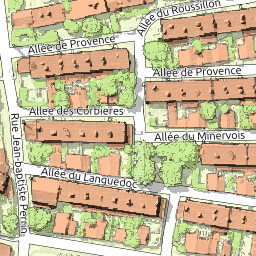 Allée du Roussillon
Allée de Provence
Allée de Provence
Allée des Corbières
Allée du Minervois
Allée du Languedoc
Rue Jean-baptiste Perrin